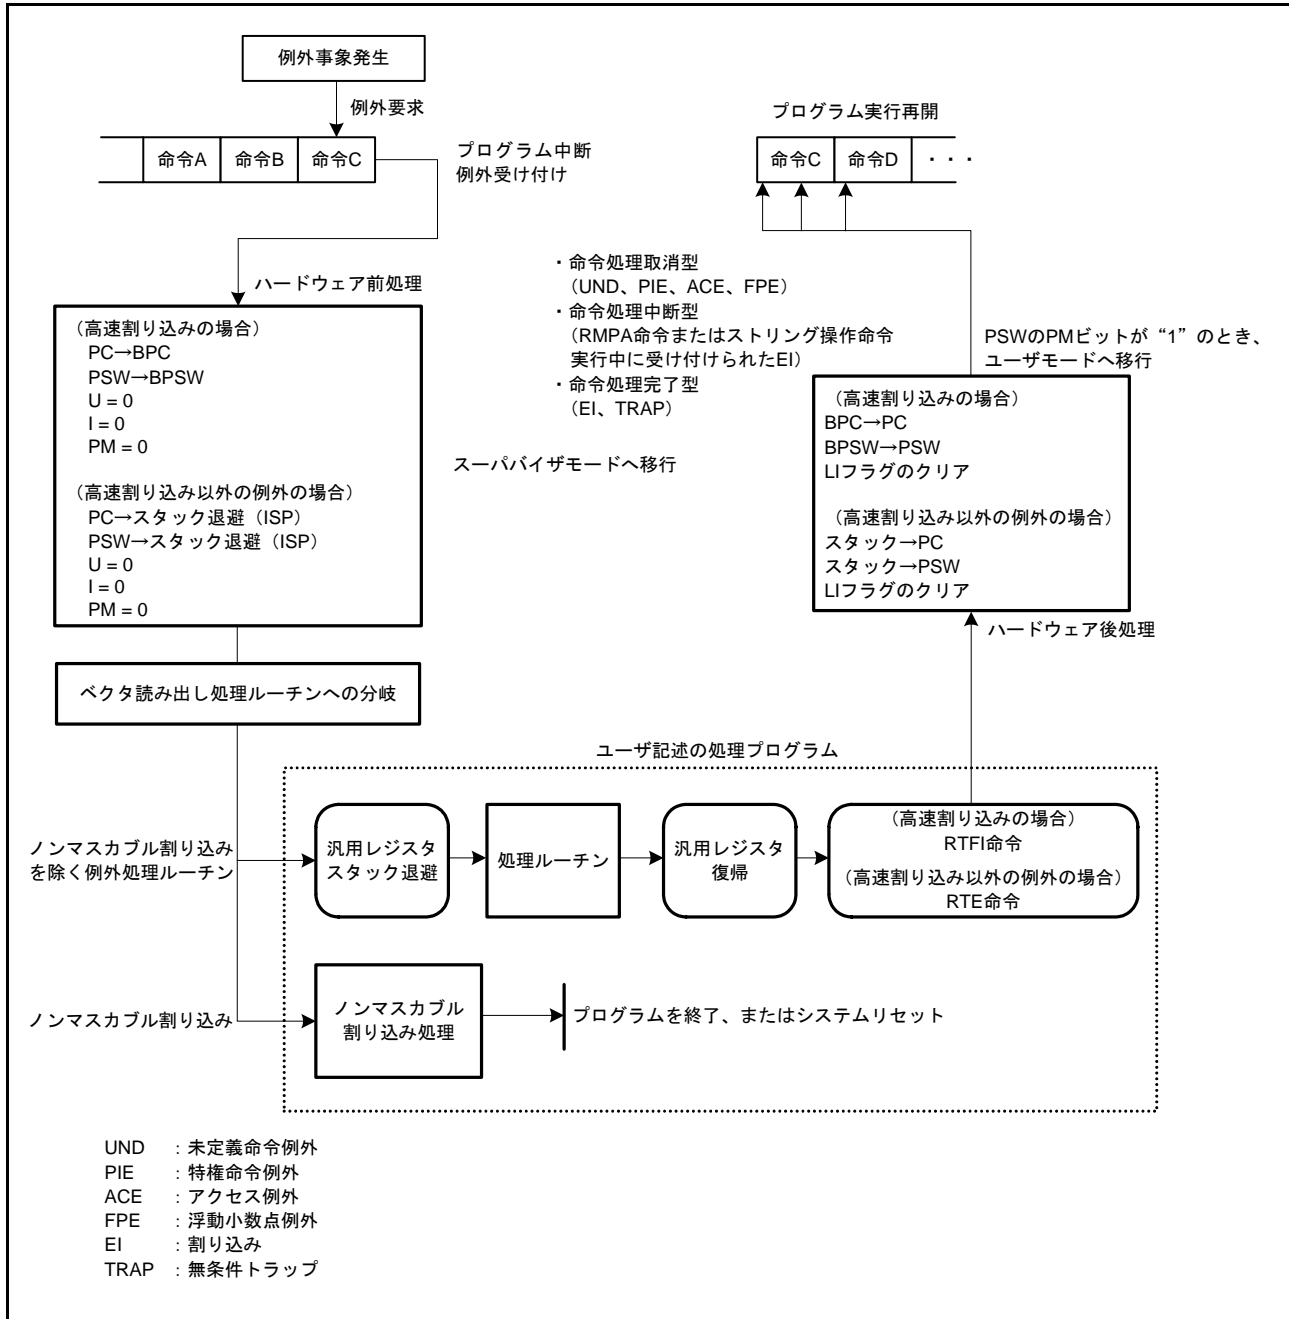 例外事象発生
例外要求
命令A 命令B 命令C
プログラム中断
例外受け付け
プログラム実行再開
命令C 命令D ・・・
ハードウェア前処理
（高速割り込みの場合）
PC→BPC
PSW→BPSW
U = 0
I = 0
PM = 0
（高速割り込み以外の例外の場合）
PC→スタック退避（ISP）
PSW→スタック退避（ISP）
U = 0
I = 0
PM = 0
・命令処理取消型
（UND、PIE、ACE、FPE）
・命令処理中断型
（RMPA命令またはストリング操作命令
実行中に受け付けられたEI）
・命令処理完了型
（EI、TRAP）
スーパバイザモードへ移行
PSWのPMビットが“1”のとき、
ユーザモードへ移行
（高速割り込みの場合）
BPC→PC
BPSW→PSW
LIフラグのクリア
（高速割り込み以外の例外の場合）
スタック→PC
スタック→PSW
LIフラグのクリア
ハードウェア後処理
ベクタ読み出し処理ルーチンへの分岐
ユーザ記述の処理プログラム
ノンマスカブル割り込み
を除く例外処理ルーチン
汎用レジスタ
スタック退避
処理ルーチン
汎用レジスタ
復帰
（高速割り込みの場合）
RTFI命令
（高速割り込み以外の例外の場合）
RTE命令
ノンマスカブル割り込み
ノンマスカブル
割り込み処理
プログラムを終了、またはシステムリセット
UND ：未定義命令例外
PIE ：特権命令例外
ACE ：アクセス例外
FPE ：浮動小数点例外
EI ：割り込み
TRAP ：無条件トラップ